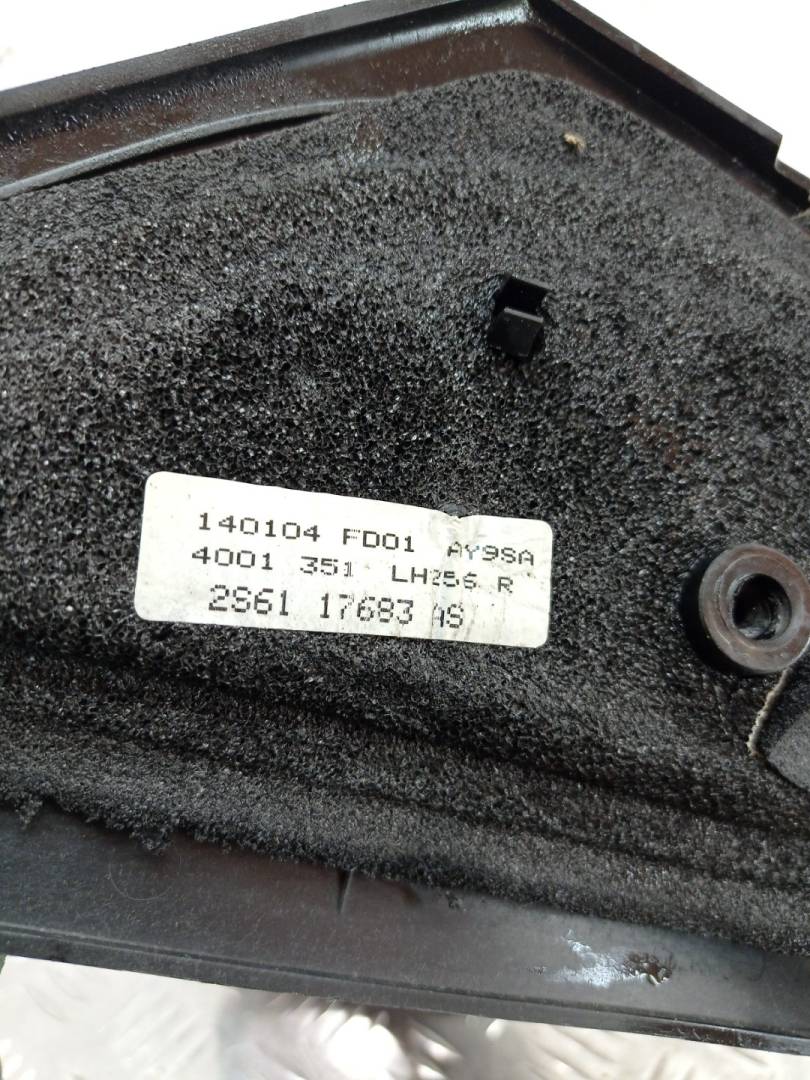 140104 FD01 AY9SA
4001 351 LH256 R
2S61 17683 AS